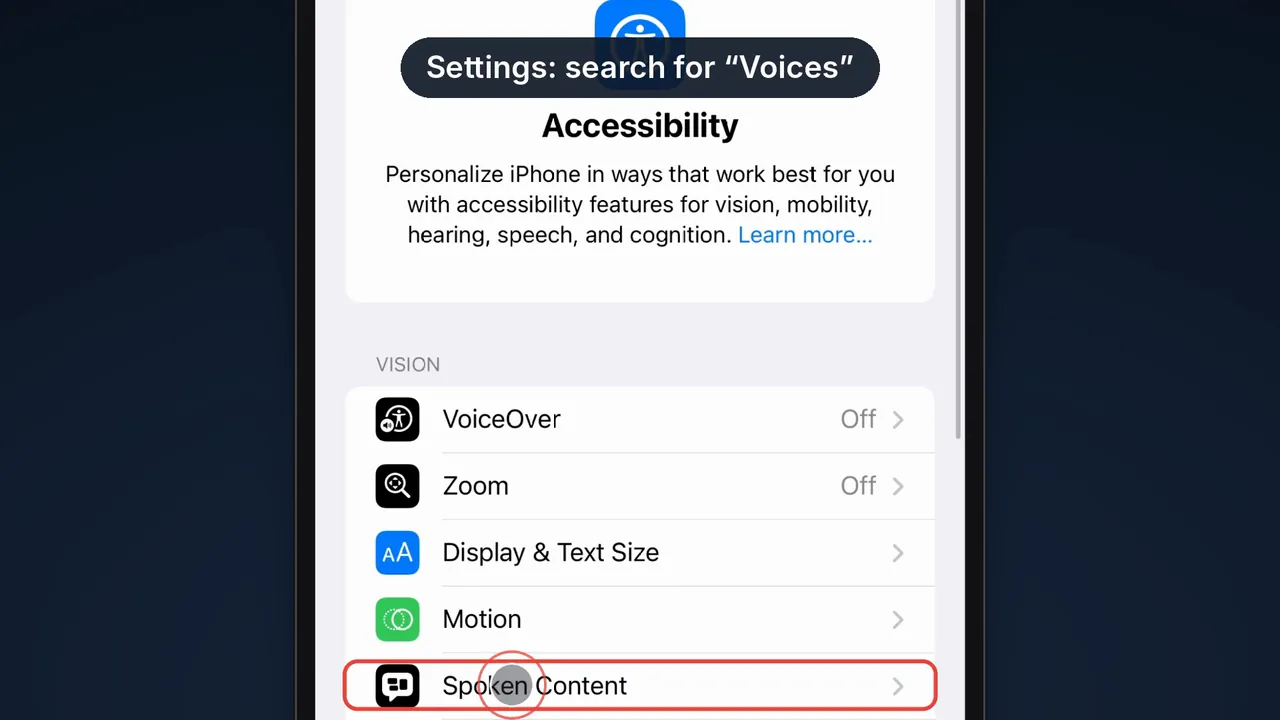 Settings: search for “Voices”
Accessibility
Personalize iPhone in ways that work best for you
with accessibility features for vision, mobility,
hearing, speech, and cognition. Learn more...
VISION
VoiceOver Off
Zoom Off
AA Display & Text Size
Motion
Spoken Content